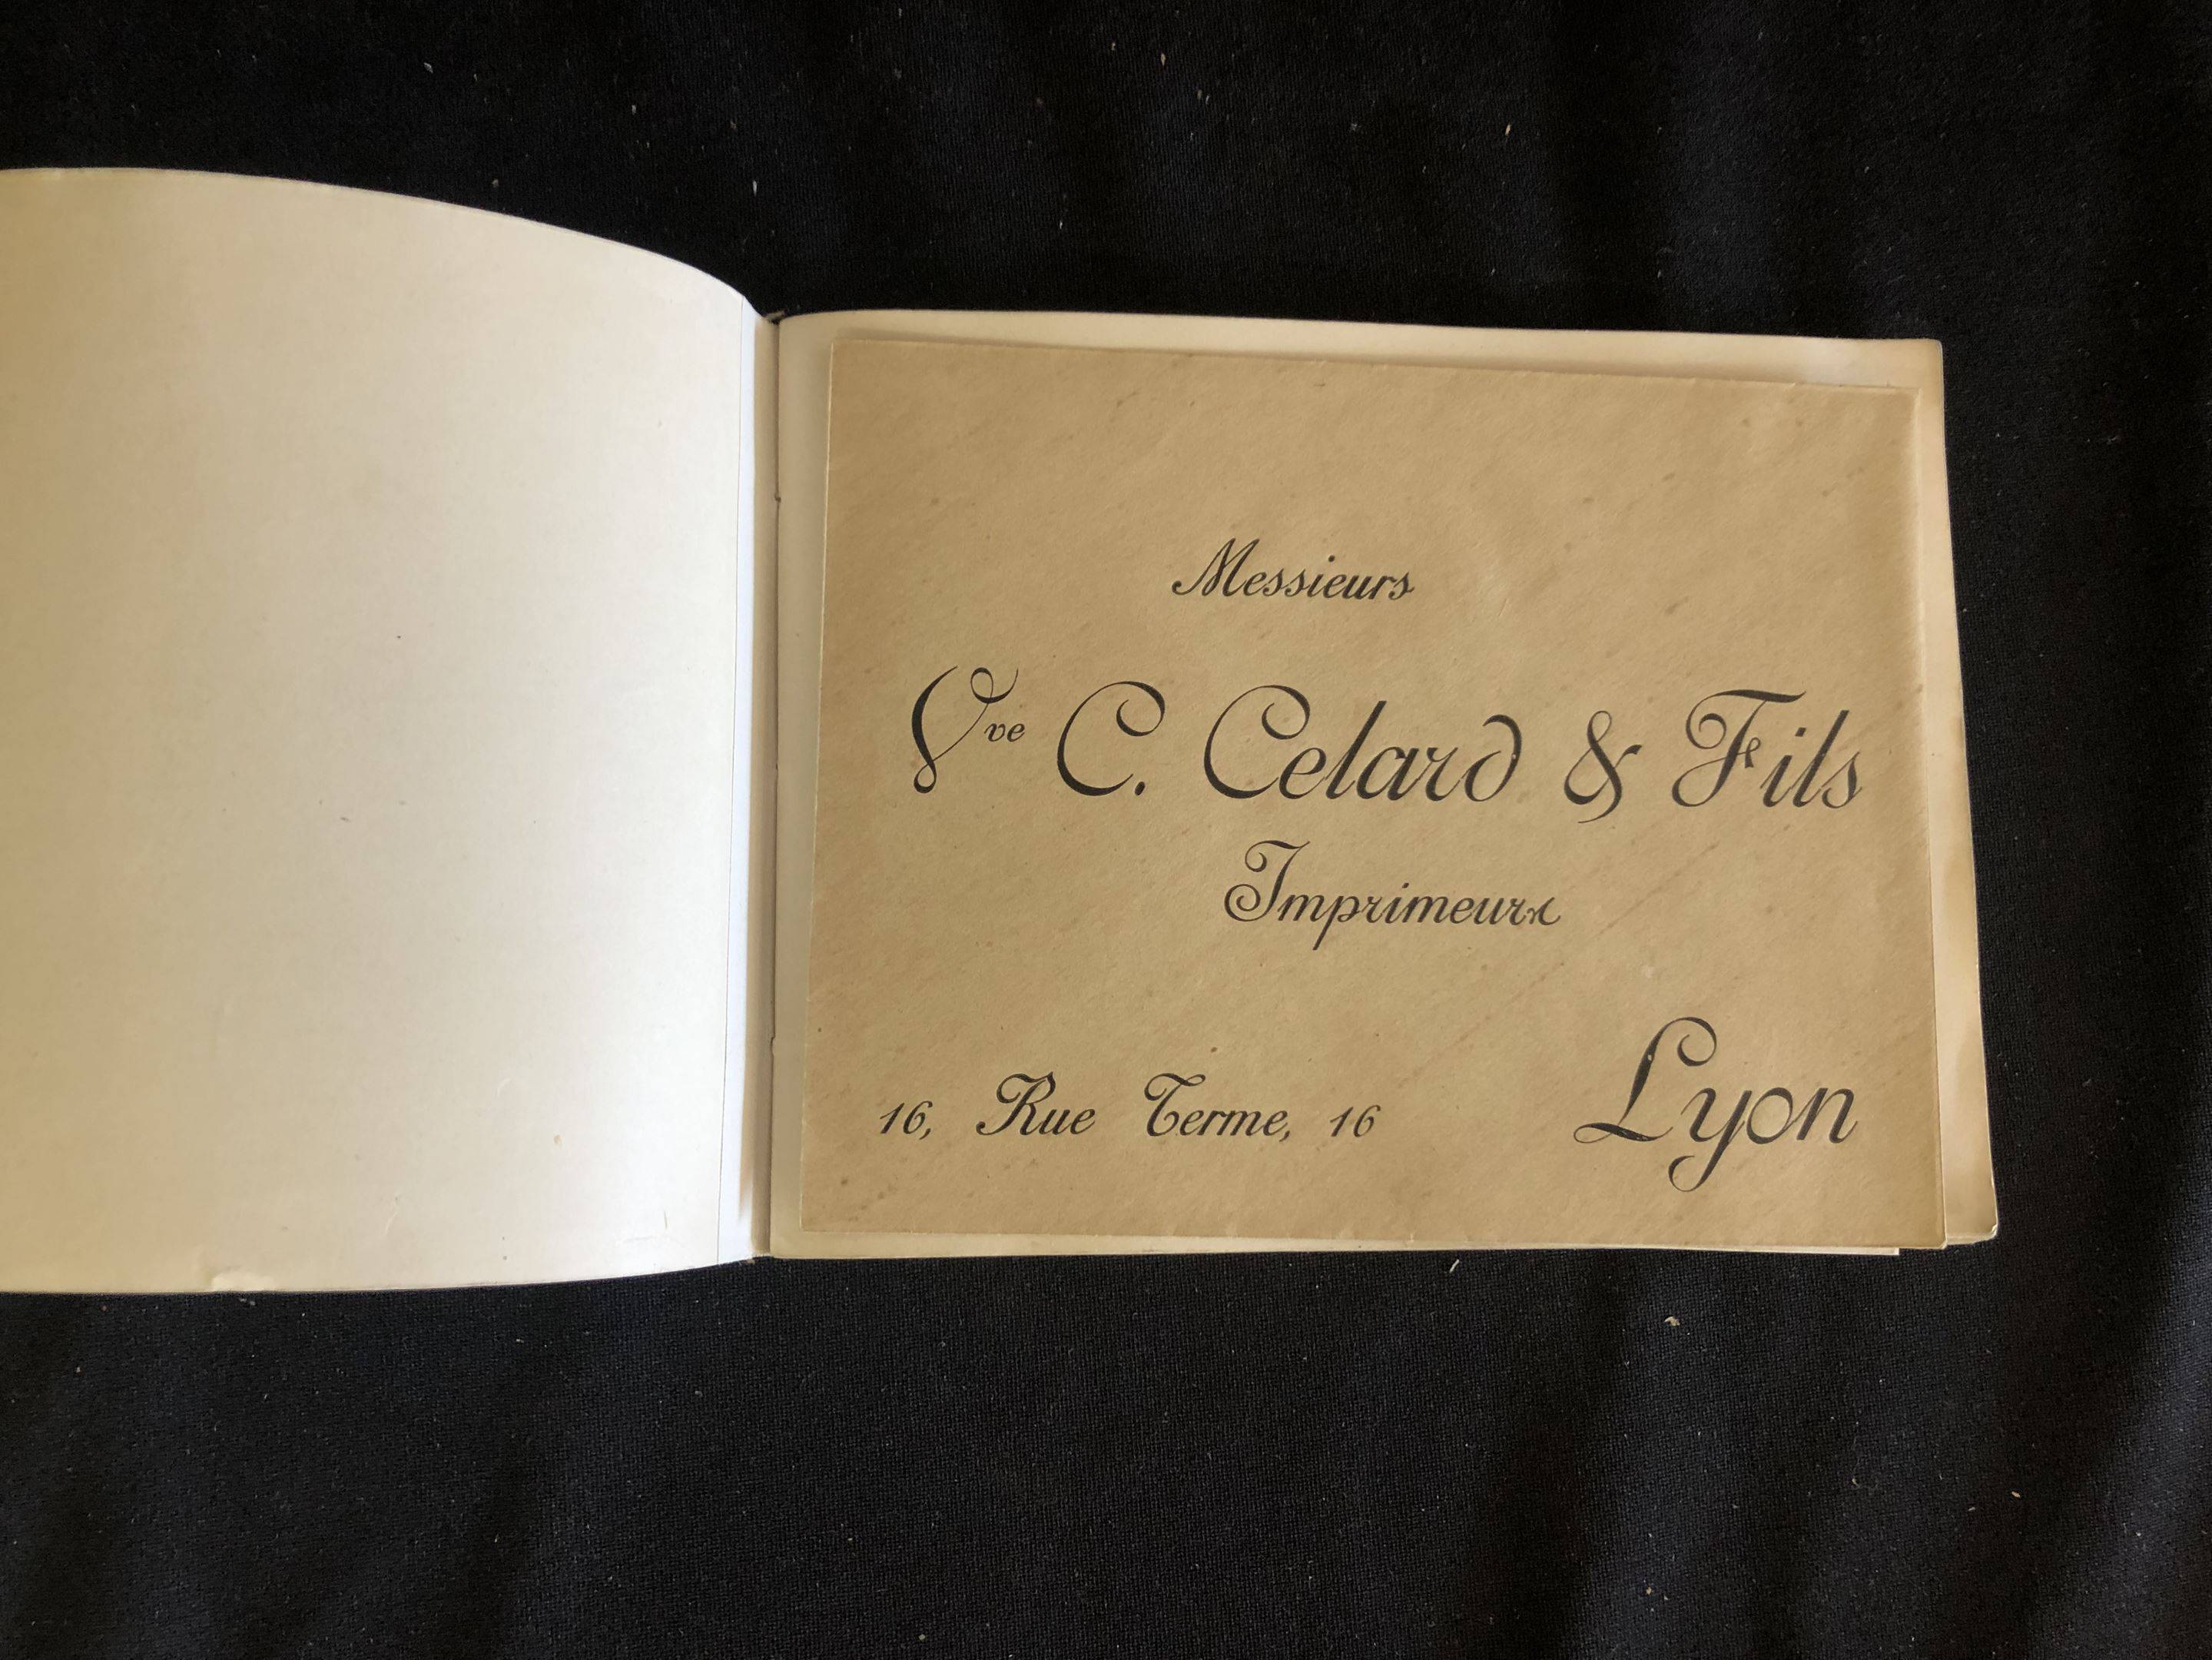 Messieurs
Vve C. Celard & Fils
Imprimeurs
16, Rue Terme, 16
Lyon